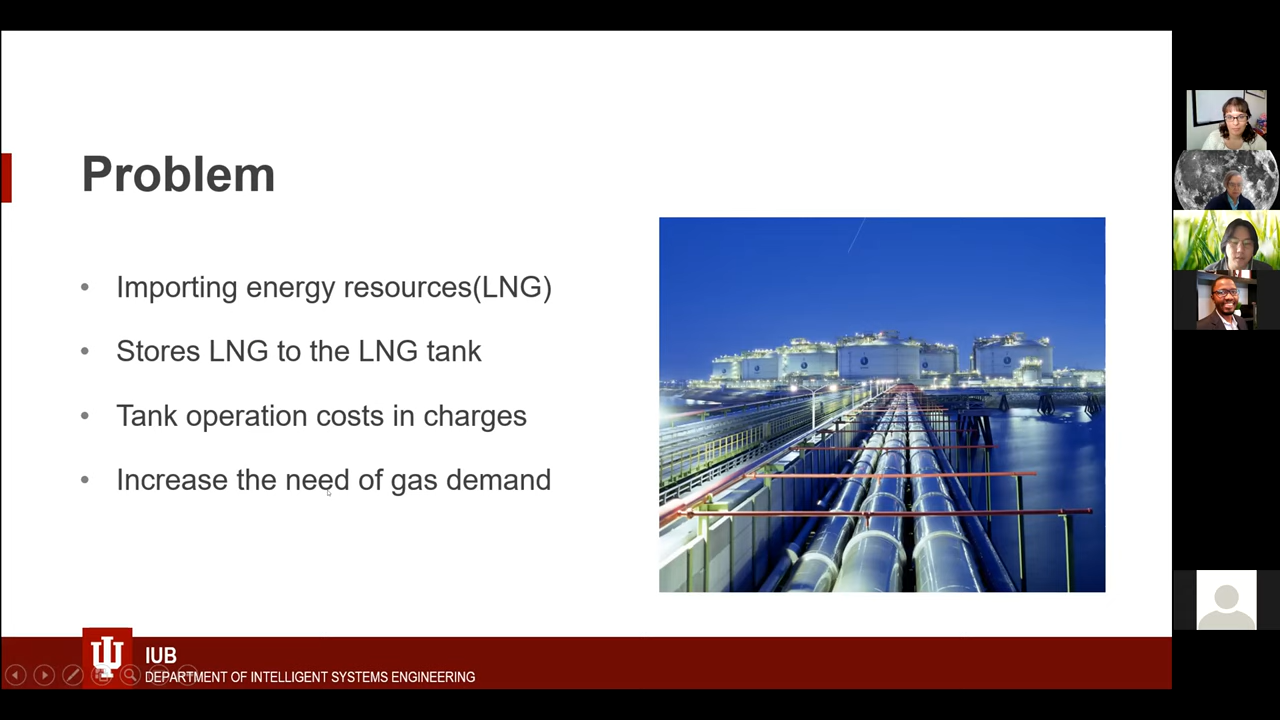 Problem
• Importing energy resources(LNG)
• Stores LNG to the LNG tank
• Tank operation costs in charges
• Increase the need of gas demand
IUB
DEPARTMENT OF INTELLIGENT SYSTEMS ENGINEERING